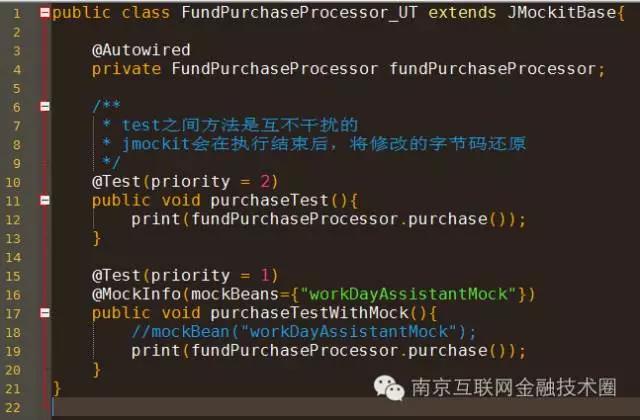 1 public class FundPurchaseProcessor_UT extends JMockitBase{
2
3 @Autowired
4 private FundPurchaseProcessor fundPurchaseProcessor;
5
6 /**
7 * test之间方法是互不干扰的
8 * jmockit会在执行结束后, 将修改的字节码还原
9 */
10 @Test(priority = 2)
11 public void purchaseTest(){
12 print(fundPurchaseProcessor.purchase());
13 }
14
15 @Test(priority = 1)
16 @MockInfo(mockBeans={"workDayAssistantMock"})
17 public void purchaseTestWithMock(){
18 //mockBean("workDayAssistantMock");
19 print(fundPurchaseProcessor.purchase());
20 }
21 }
22
南京互联网金融技术圈